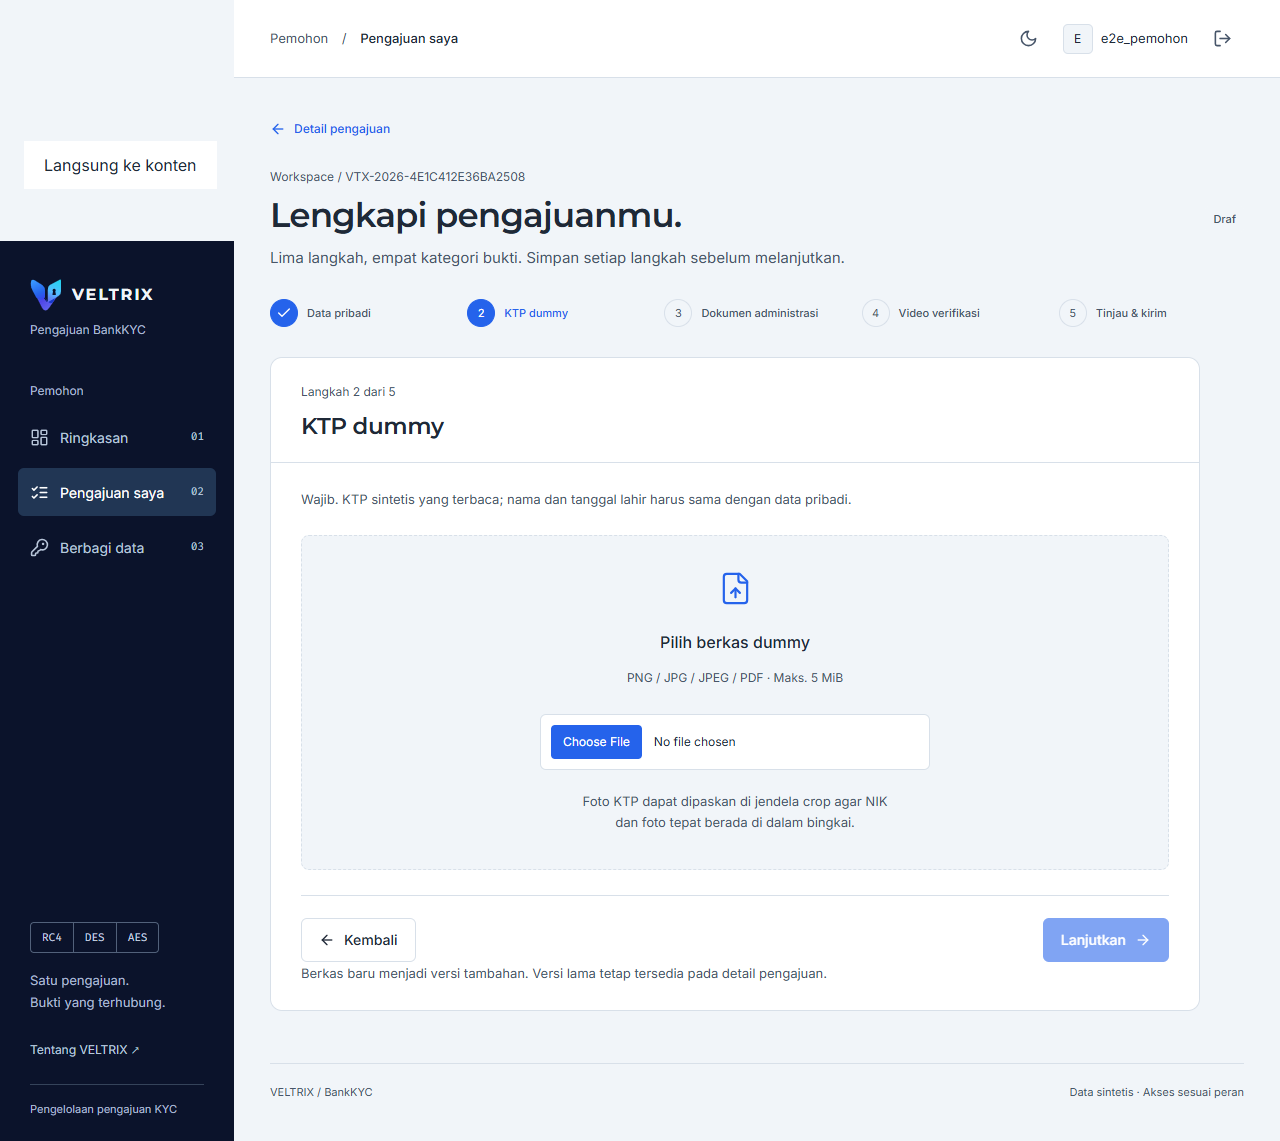 Pemohon / Pengajuan saya
E e2e_pemohon
Langsung ke konten
VELTRIX
Pengajuan BankKYC
Pemohon
Ringkasan 01
Pengajuan saya 02
Berbagi data 03
RC4 DES AES
Satu pengajuan.
Bukti yang terhubung.
Tentang VELTRIX ↗
Pengelolaan pengajuan KYC
← Detail pengajuan
Workspace / VTX-2026-4E1C412E36BA2508
Lengkapi pengajuanmu.
Draf
Lima langkah, empat kategori bukti. Simpan setiap langkah sebelum melanjutkan.
Data pribadi
2 KTP dummy
3 Dokumen administrasi
4 Video verifikasi
5 Tinjau & kirim
Langkah 2 dari 5
KTP dummy
Wajib. KTP sintetis yang terbaca; nama dan tanggal lahir harus sama dengan data pribadi.
Pilih berkas dummy
PNG / JPG / JPEG / PDF · Maks. 5 MiB
Choose File No file chosen
Foto KTP dapat dipaskan di jendela crop agar NIK
dan foto tepat berada di dalam bingkai.
← Kembali
Lanjutkan →
Berkas baru menjadi versi tambahan. Versi lama tetap tersedia pada detail pengajuan.
VELTRIX / BankKYC
Data sintetis · Akses sesuai peran